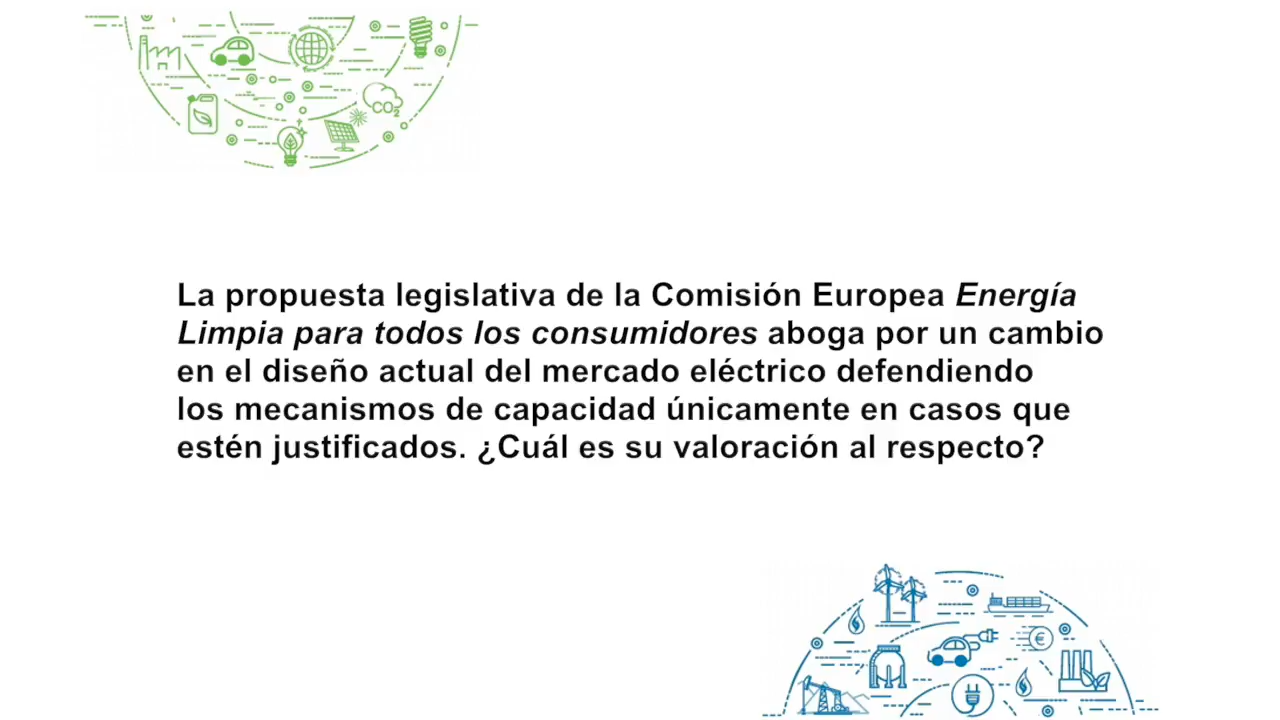 CO2
La propuesta legislativa de la Comisión Europea Energía
Limpia para todos los consumidores aboga por un cambio
en el diseño actual del mercado eléctrico defendiendo
los mecanismos de capacidad únicamente en casos que
estén justificados. ¿Cuál es su valoración al respecto?
€